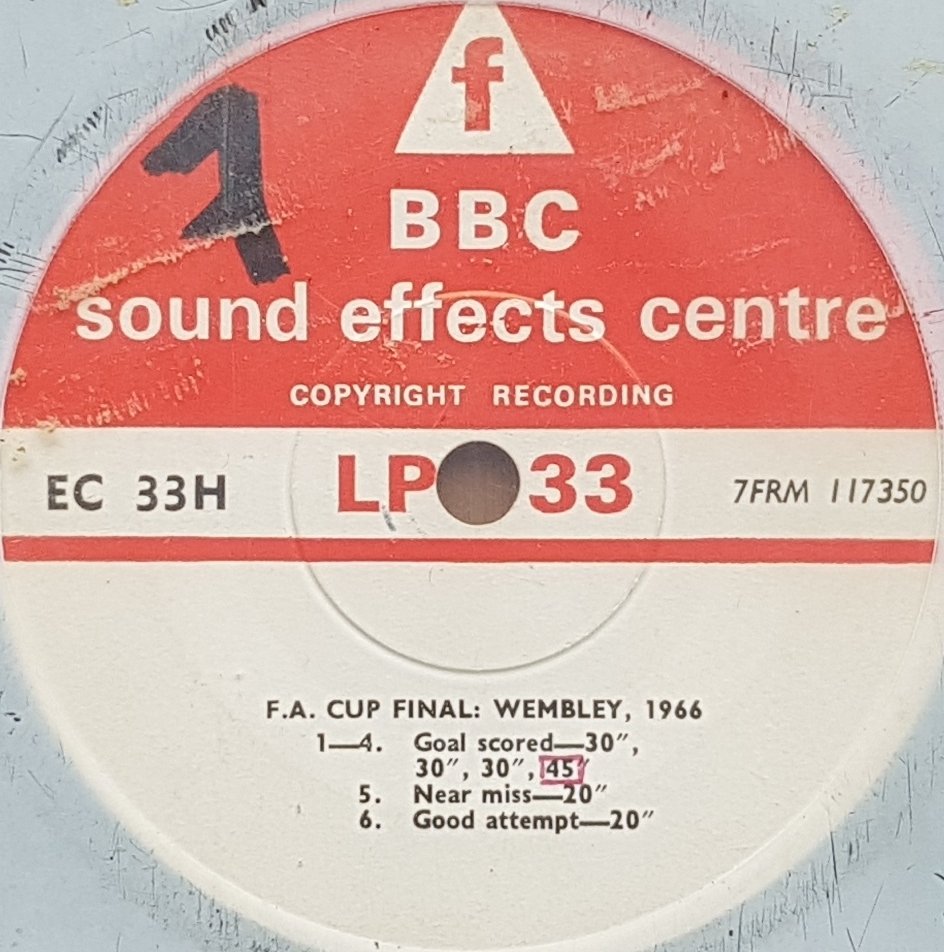 f
1
BBC
sound effects centre
COPYRIGHT RECORDING
EC 33H LP 33 7FRM 117350
F.A. CUP FINAL: WEMBLEY, 1966
1—4. Goal scored—30″,
30″, 30″, 45″
5. Near miss—20″
6. Good attempt—20″